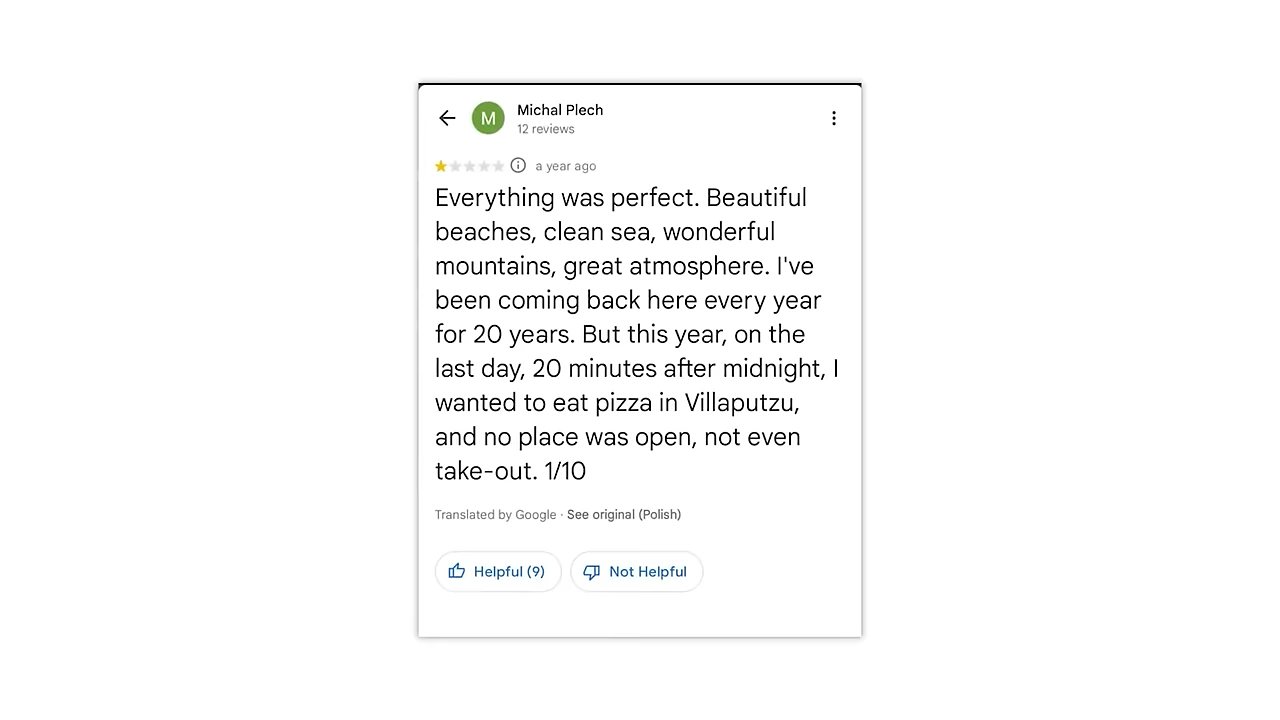 M
Michal Plech
12 reviews
a year ago
Everything was perfect. Beautiful
beaches, clean sea, wonderful
mountains, great atmosphere. I've
been coming back here every year
for 20 years. But this year, on the
last day, 20 minutes after midnight, I
wanted to eat pizza in Villaputzu,
and no place was open, not even
take-out. 1/10
Translated by Google · See original (Polish)
Helpful (9)
Not Helpful